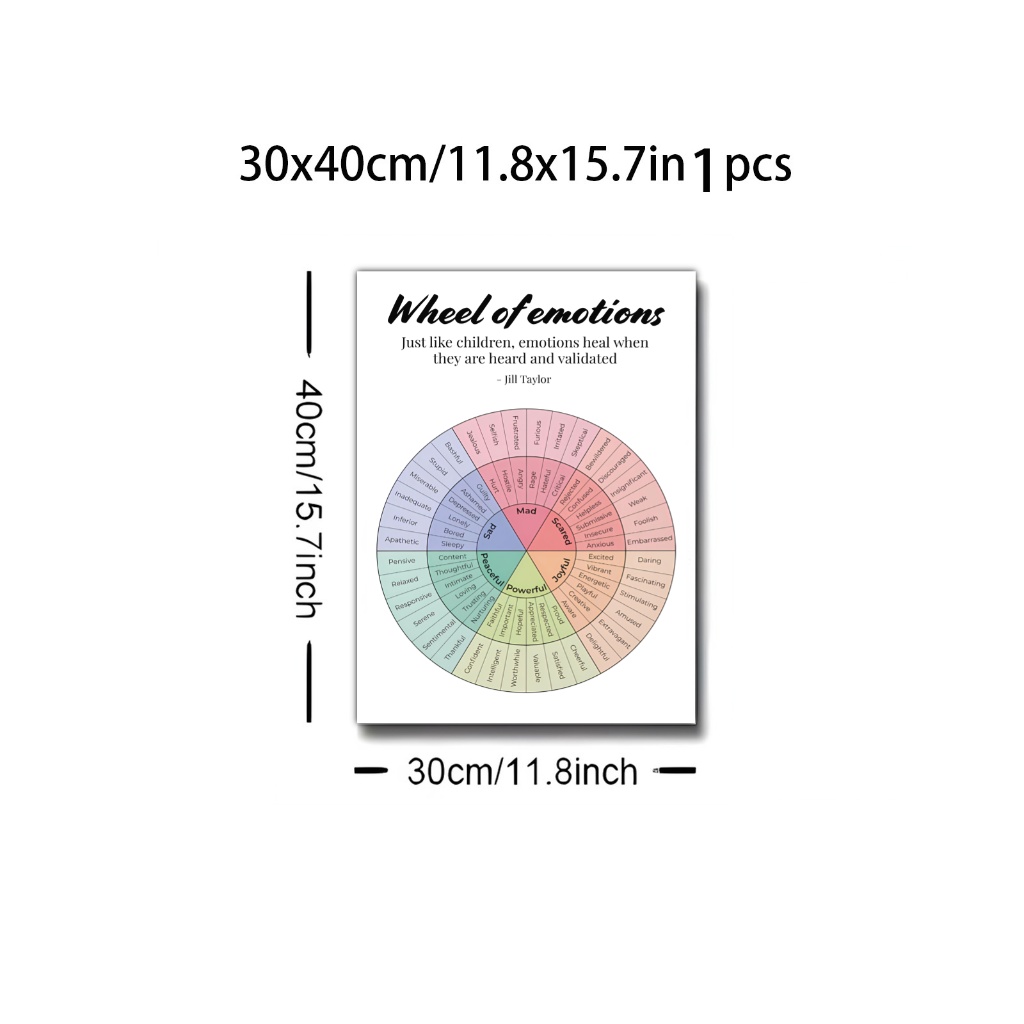 30x40cm/11.8x15.7in 1 pcs
Wheel of emotions
Just like children, emotions heal when
they are heard and validated
- Jill Taylor
40cm/15.7inch
30cm/11.8inch
Mad
Scared
Joyful
Powerful
Peaceful
Sad
Hurt
Hostile
Angry
Rage
Hateful
Critical
Rejected
Confused
Helpless
Submissive
Insecure
Anxious
Excited
Vibrant
Energetic
Playful
Creative
Aware
Proud
Respected
Appreciated
Hopeful
Important
Faithful
Nurturing
Trusting
Loving
Intimate
Thoughtful
Content
Sleepy
Bored
Lonely
Depressed
Ashamed
Guilty
Jealous
Selfish
Frustrated
Furious
Irritated
Skeptical
Bewildered
Discouraged
Insignificant
Weak
Foolish
Embarrassed
Daring
Fascinating
Stimulating
Amused
Extravagant
Delightful
Cheerful
Satisfied
Valuable
Worthwhile
Intelligent
Confident
Thankful
Sentimental
Serene
Responsive
Relaxed
Pensive
Apathetic
Inferior
Inadequate
Miserable
Stupid
Bashful